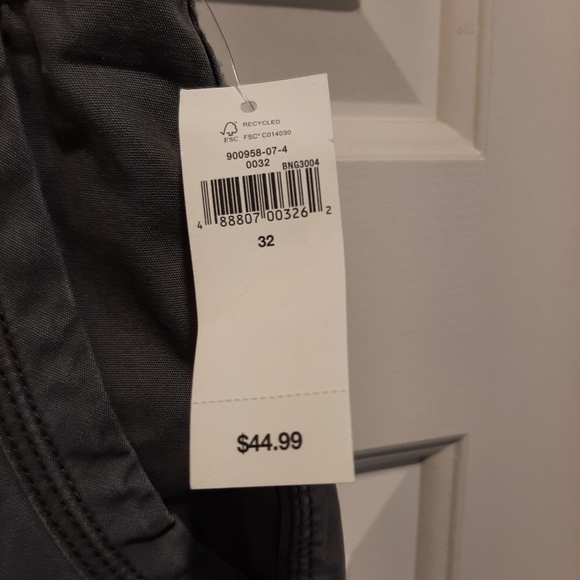 RECYCLED
FSC
FSC® C014030
900958-07-4
0032 BNG3004
4 88807 00326 2
32
$44.99